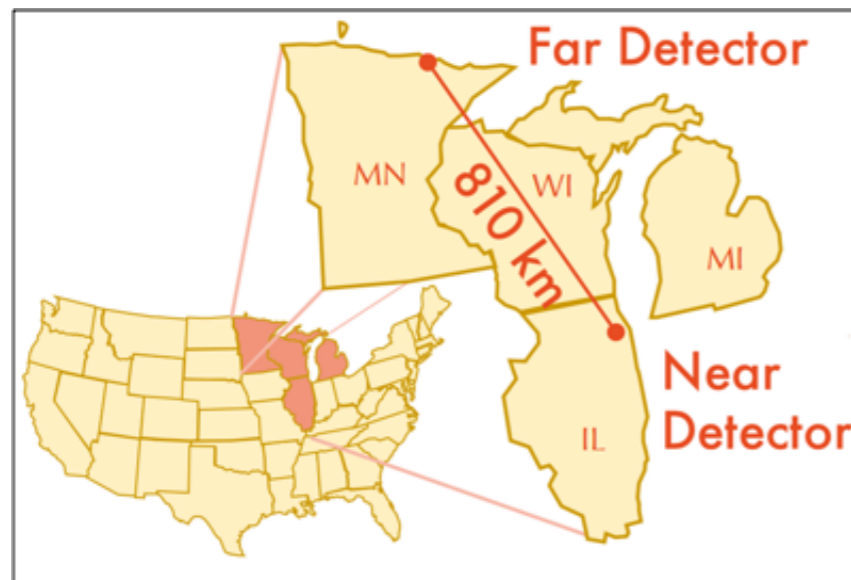 Far Detector
MN
WI
810 km
MI
Near
Detector
IL